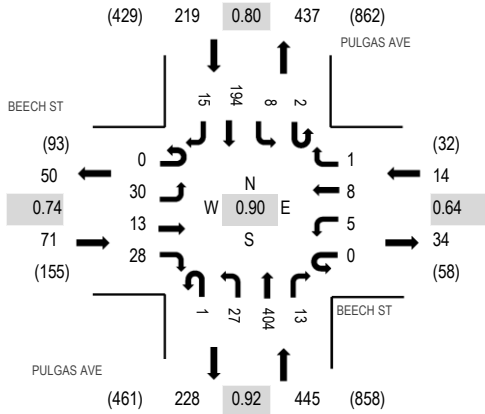 (429) 219 0.80 437 (862)
PULGAS AVE
BEECH ST
15 194 8 2
(93) 0 1 (32)
50 30 N 8 14
0.74 W 0.90 E 0.64
71 13 S 5 34
(155) 28 0 (58)
1 27 404 13
BEECH ST
PULGAS AVE
(461) 228 0.92 445 (858)